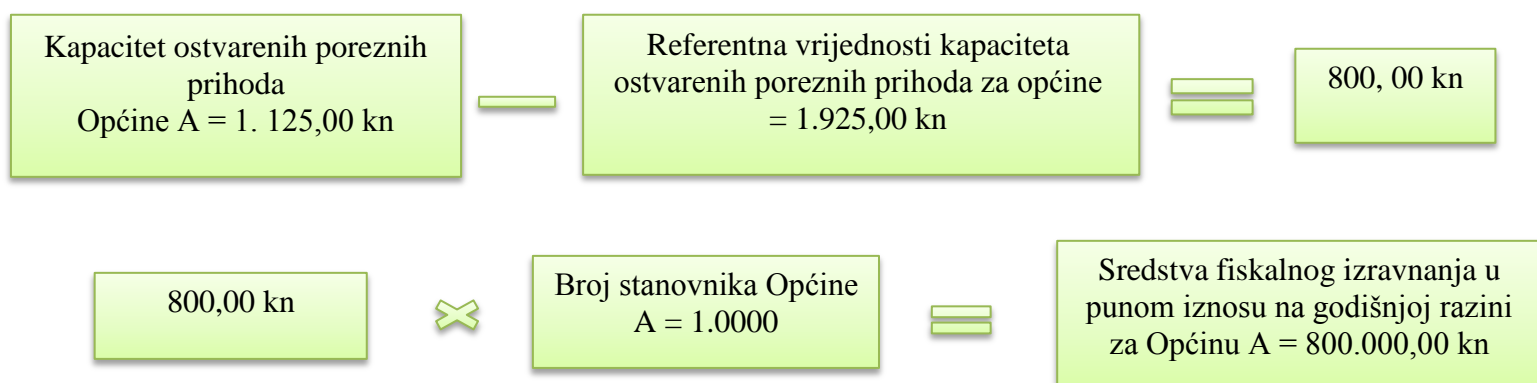 Kapacitet ostvarenih poreznih
prihoda
Općine A = 1. 125,00 kn
Referentna vrijednosti kapaciteta
ostvarenih poreznih prihoda za općine
= 1.925,00 kn
800, 00 kn
800,00 kn
Broj stanovnika Općine
A = 1.0000
Sredstva fiskalnog izravnanja u
punom iznosu na godišnjoj razini
za Općinu A = 800.000,00 kn